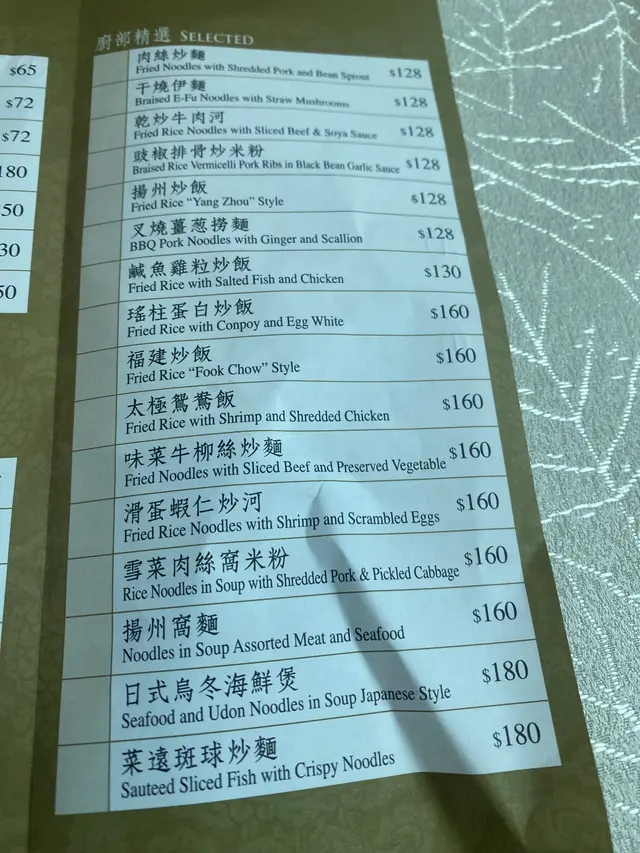 $65
$72
$72
180
50
30
50
廚部精選 SELECTED
肉絲炒麵
Fried Noodles with Shredded Pork and Bean Sprout $128
干燒伊麵
Braised E-Fu Noodles with Straw Mushrooms $128
乾炒牛肉河
Fried Rice Noodles with Sliced Beef & Soya Sauce $128
豉椒排骨炒米粉
Braised Rice Vermicelli Pork Ribs in Black Bean Garlic Sauce $128
揚州炒飯
Fried Rice "Yang Zhou" Style $128
叉燒薑葱撈麵
BBQ Pork Noodles with Ginger and Scallion $128
鹹魚雞粒炒飯
Fried Rice with Salted Fish and Chicken $130
瑤柱蛋白炒飯
Fried Rice with Conpoy and Egg White $160
福建炒飯
Fried Rice "Fook Chow" Style $160
太極鴛鴦飯
Fried Rice with Shrimp and Shredded Chicken $160
味菜牛柳絲炒麵
Fried Noodles with Sliced Beef and Preserved Vegetable $160
滑蛋蝦仁炒河
Fried Rice Noodles with Shrimp and Scrambled Eggs $160
雪菜肉絲窩米粉
Rice Noodles in Soup with Shredded Pork & Pickled Cabbage $160
揚州窩麵
Noodles in Soup Assorted Meat and Seafood $160
日式烏冬海鮮煲
Seafood and Udon Noodles in Soup Japanese Style $180
菜遠斑球炒麵
Sauteed Sliced Fish with Crispy Noodles $180